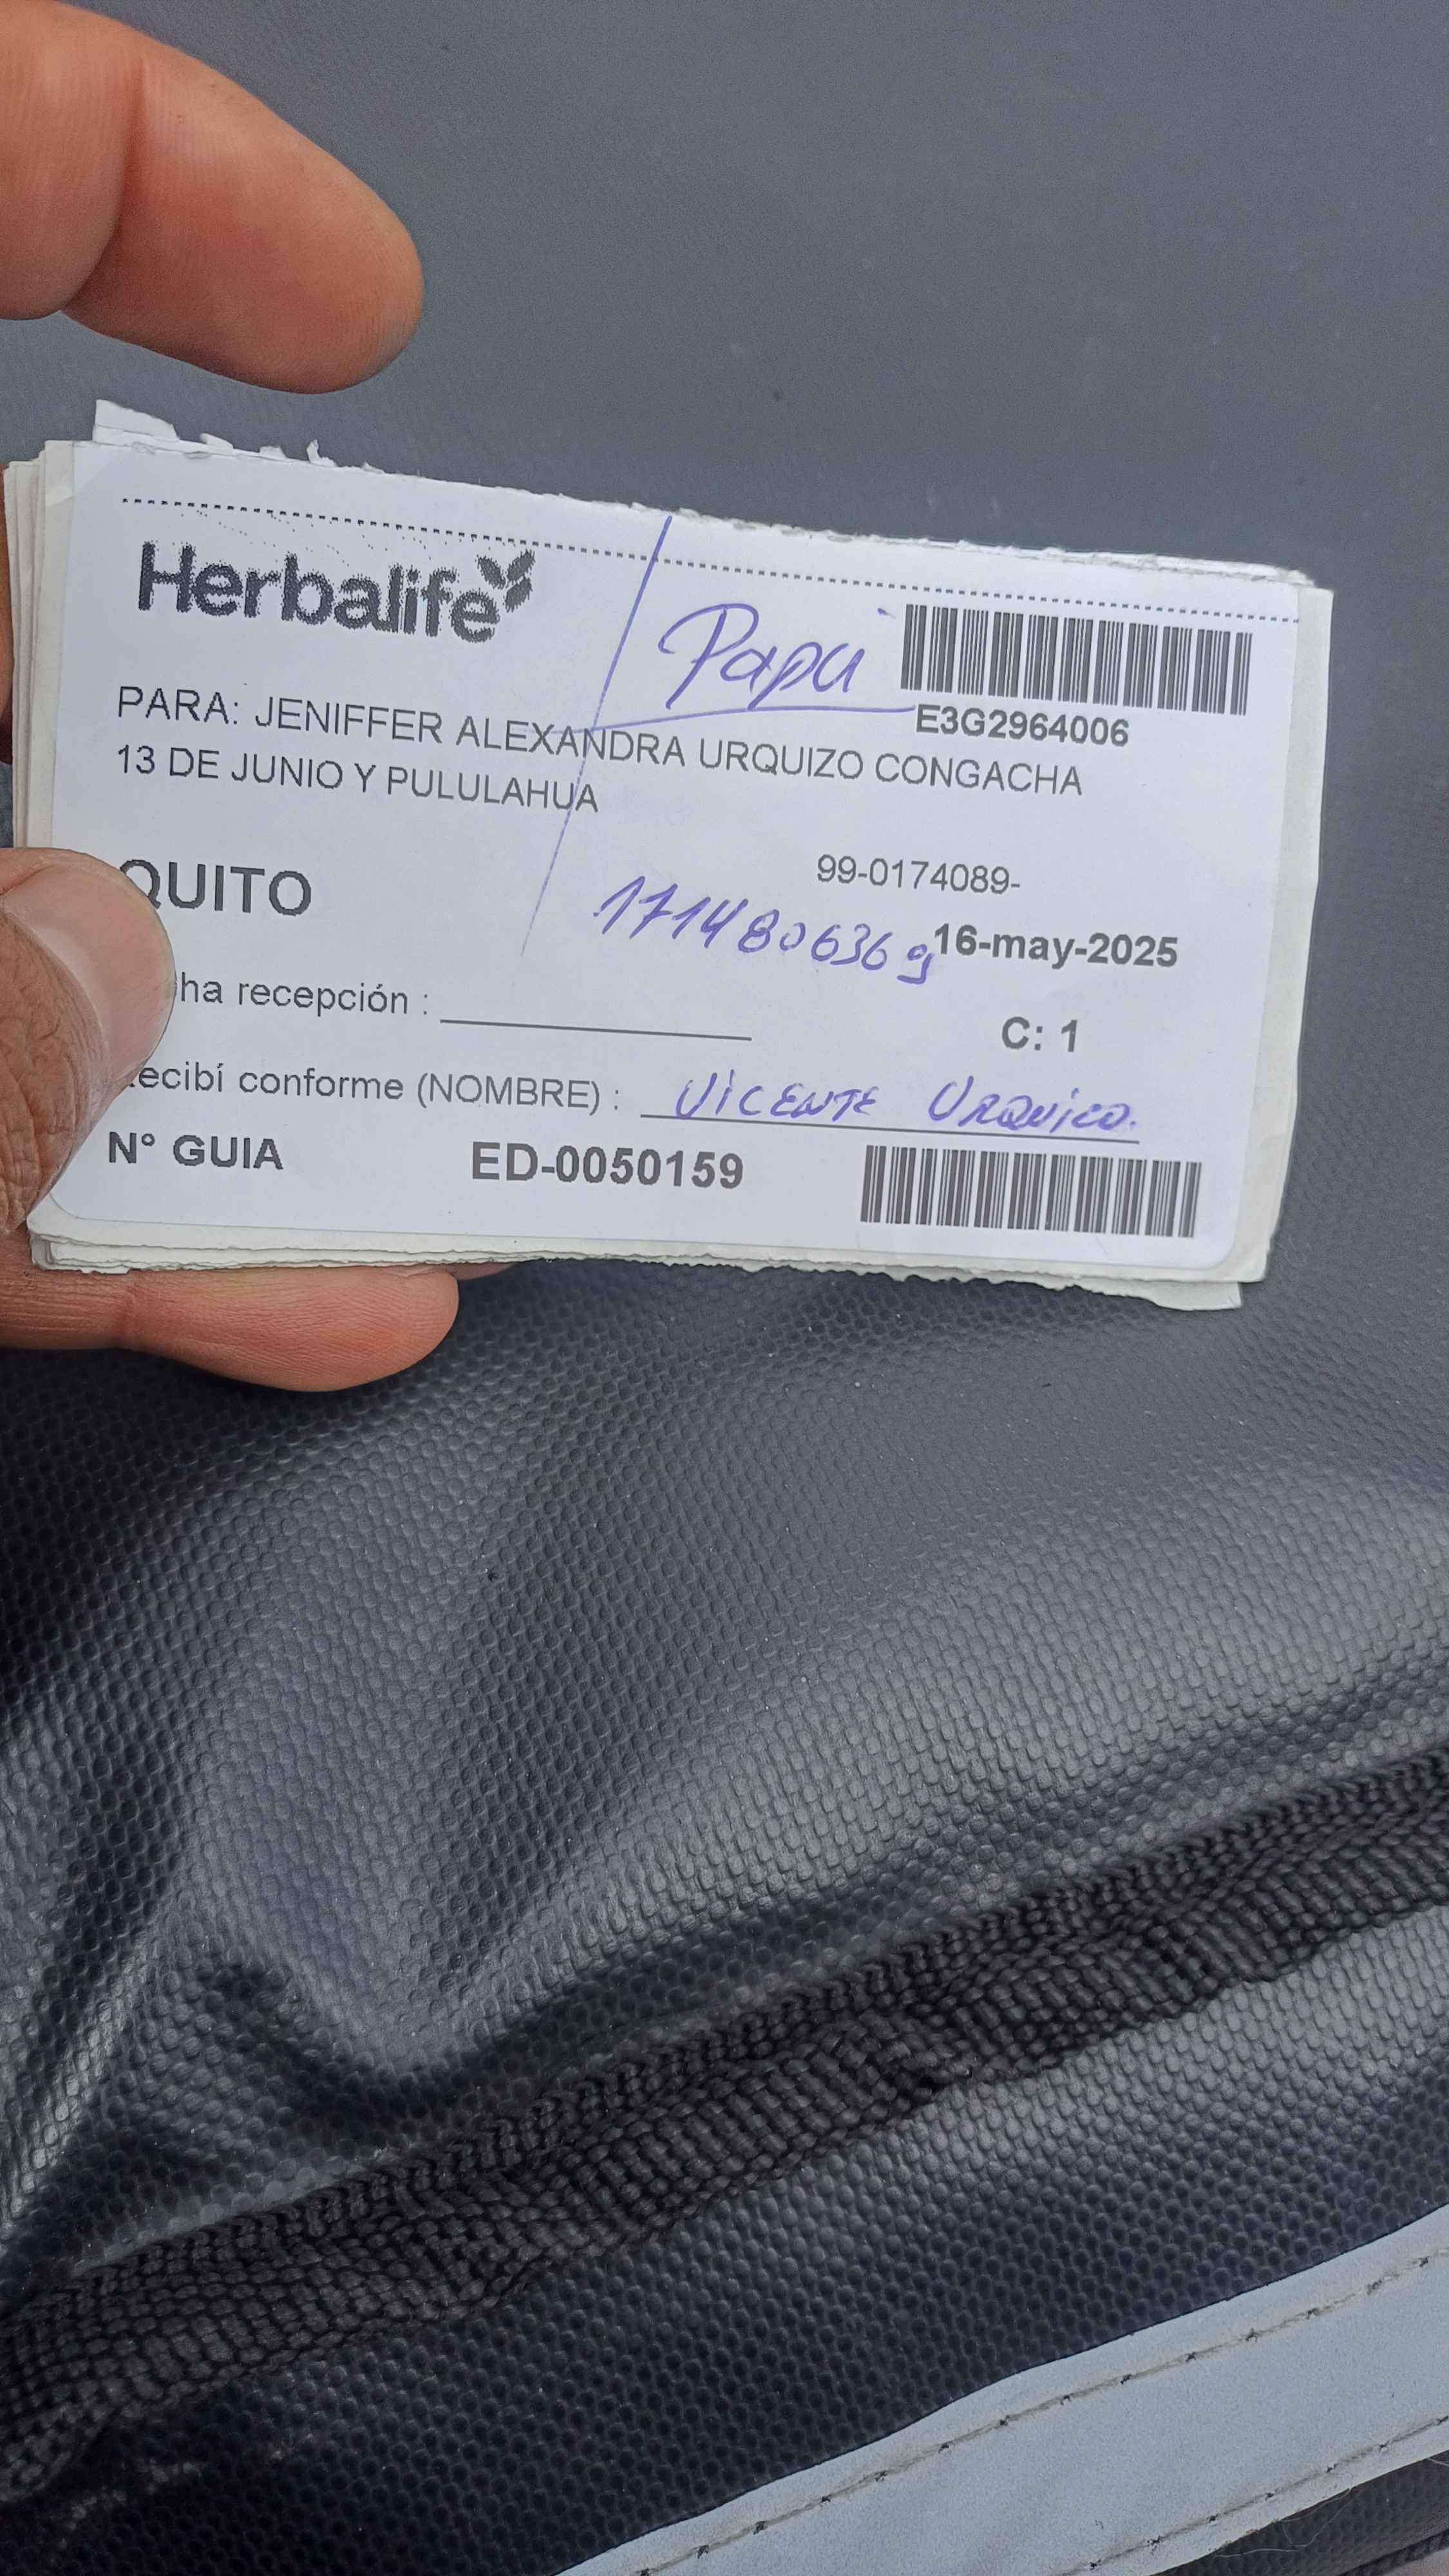 Herbalife
Papá
E3G2964006
PARA: JENIFFER ALEXANDRA URQUIZO CONGACHA
13 DE JUNIO Y PULULAHUA
99-0174089-
QUITO
1714806369
16-may-2025
ha recepción :
C: 1
ecibí conforme (NOMBRE) : VICENTE URQUIZO.
N° GUIA ED-0050159